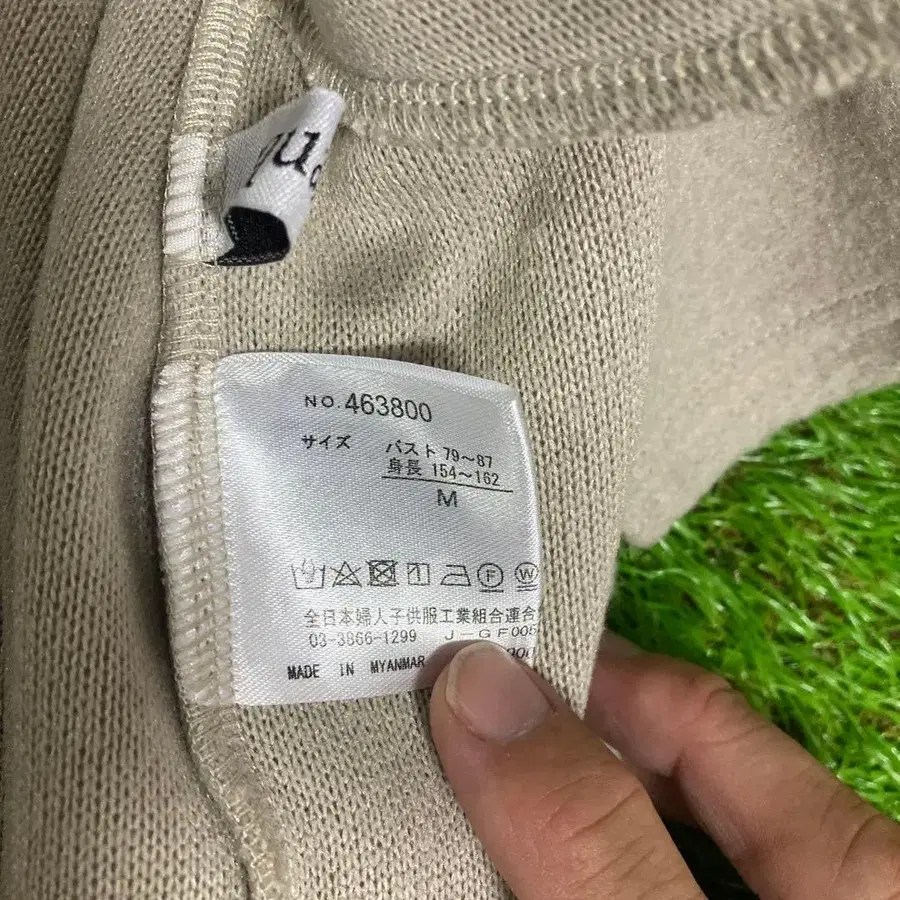 NO. 463800
サイズ
バスト 79~87
身長 154~162
M
F W
全日本婦人子供服工業組合連合
03-3866-1299 J-GF005
MADE IN MYANMAR